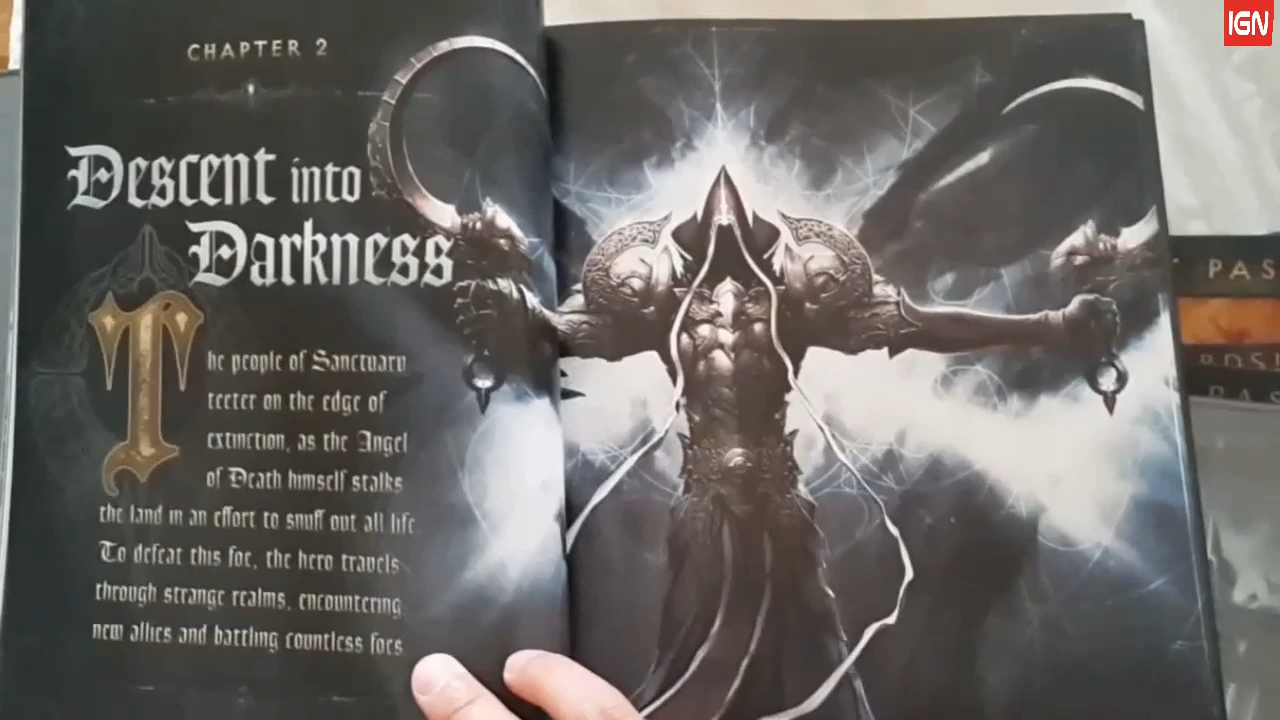 IGN
CHAPTER 2
Descent into
Darkness
The people of Sanctuary
teeter on the edge of
extinction, as the Angel
of Death himself stalks
the land in an effort to snuff out all life
To defeat this foe, the hero travels
through strange realms, encountering
new allies and battling countless foes
PAS